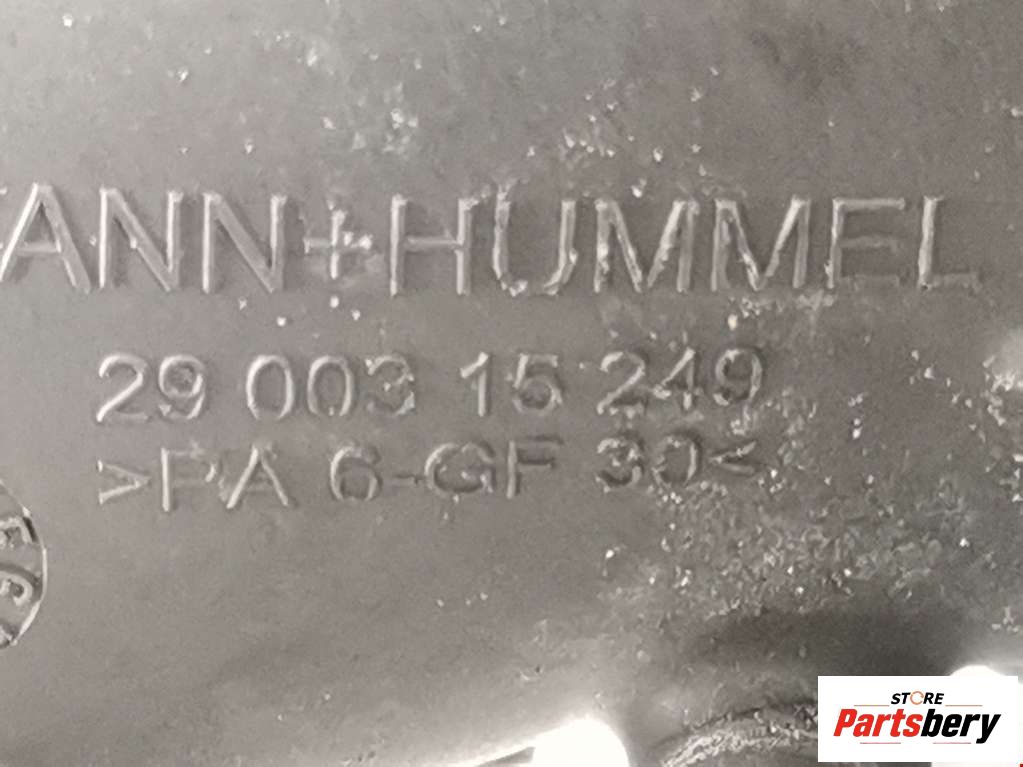 ANN+HUMMEL
29 003 15 249
>PA 6-GF 30<
STORE
Partsbery